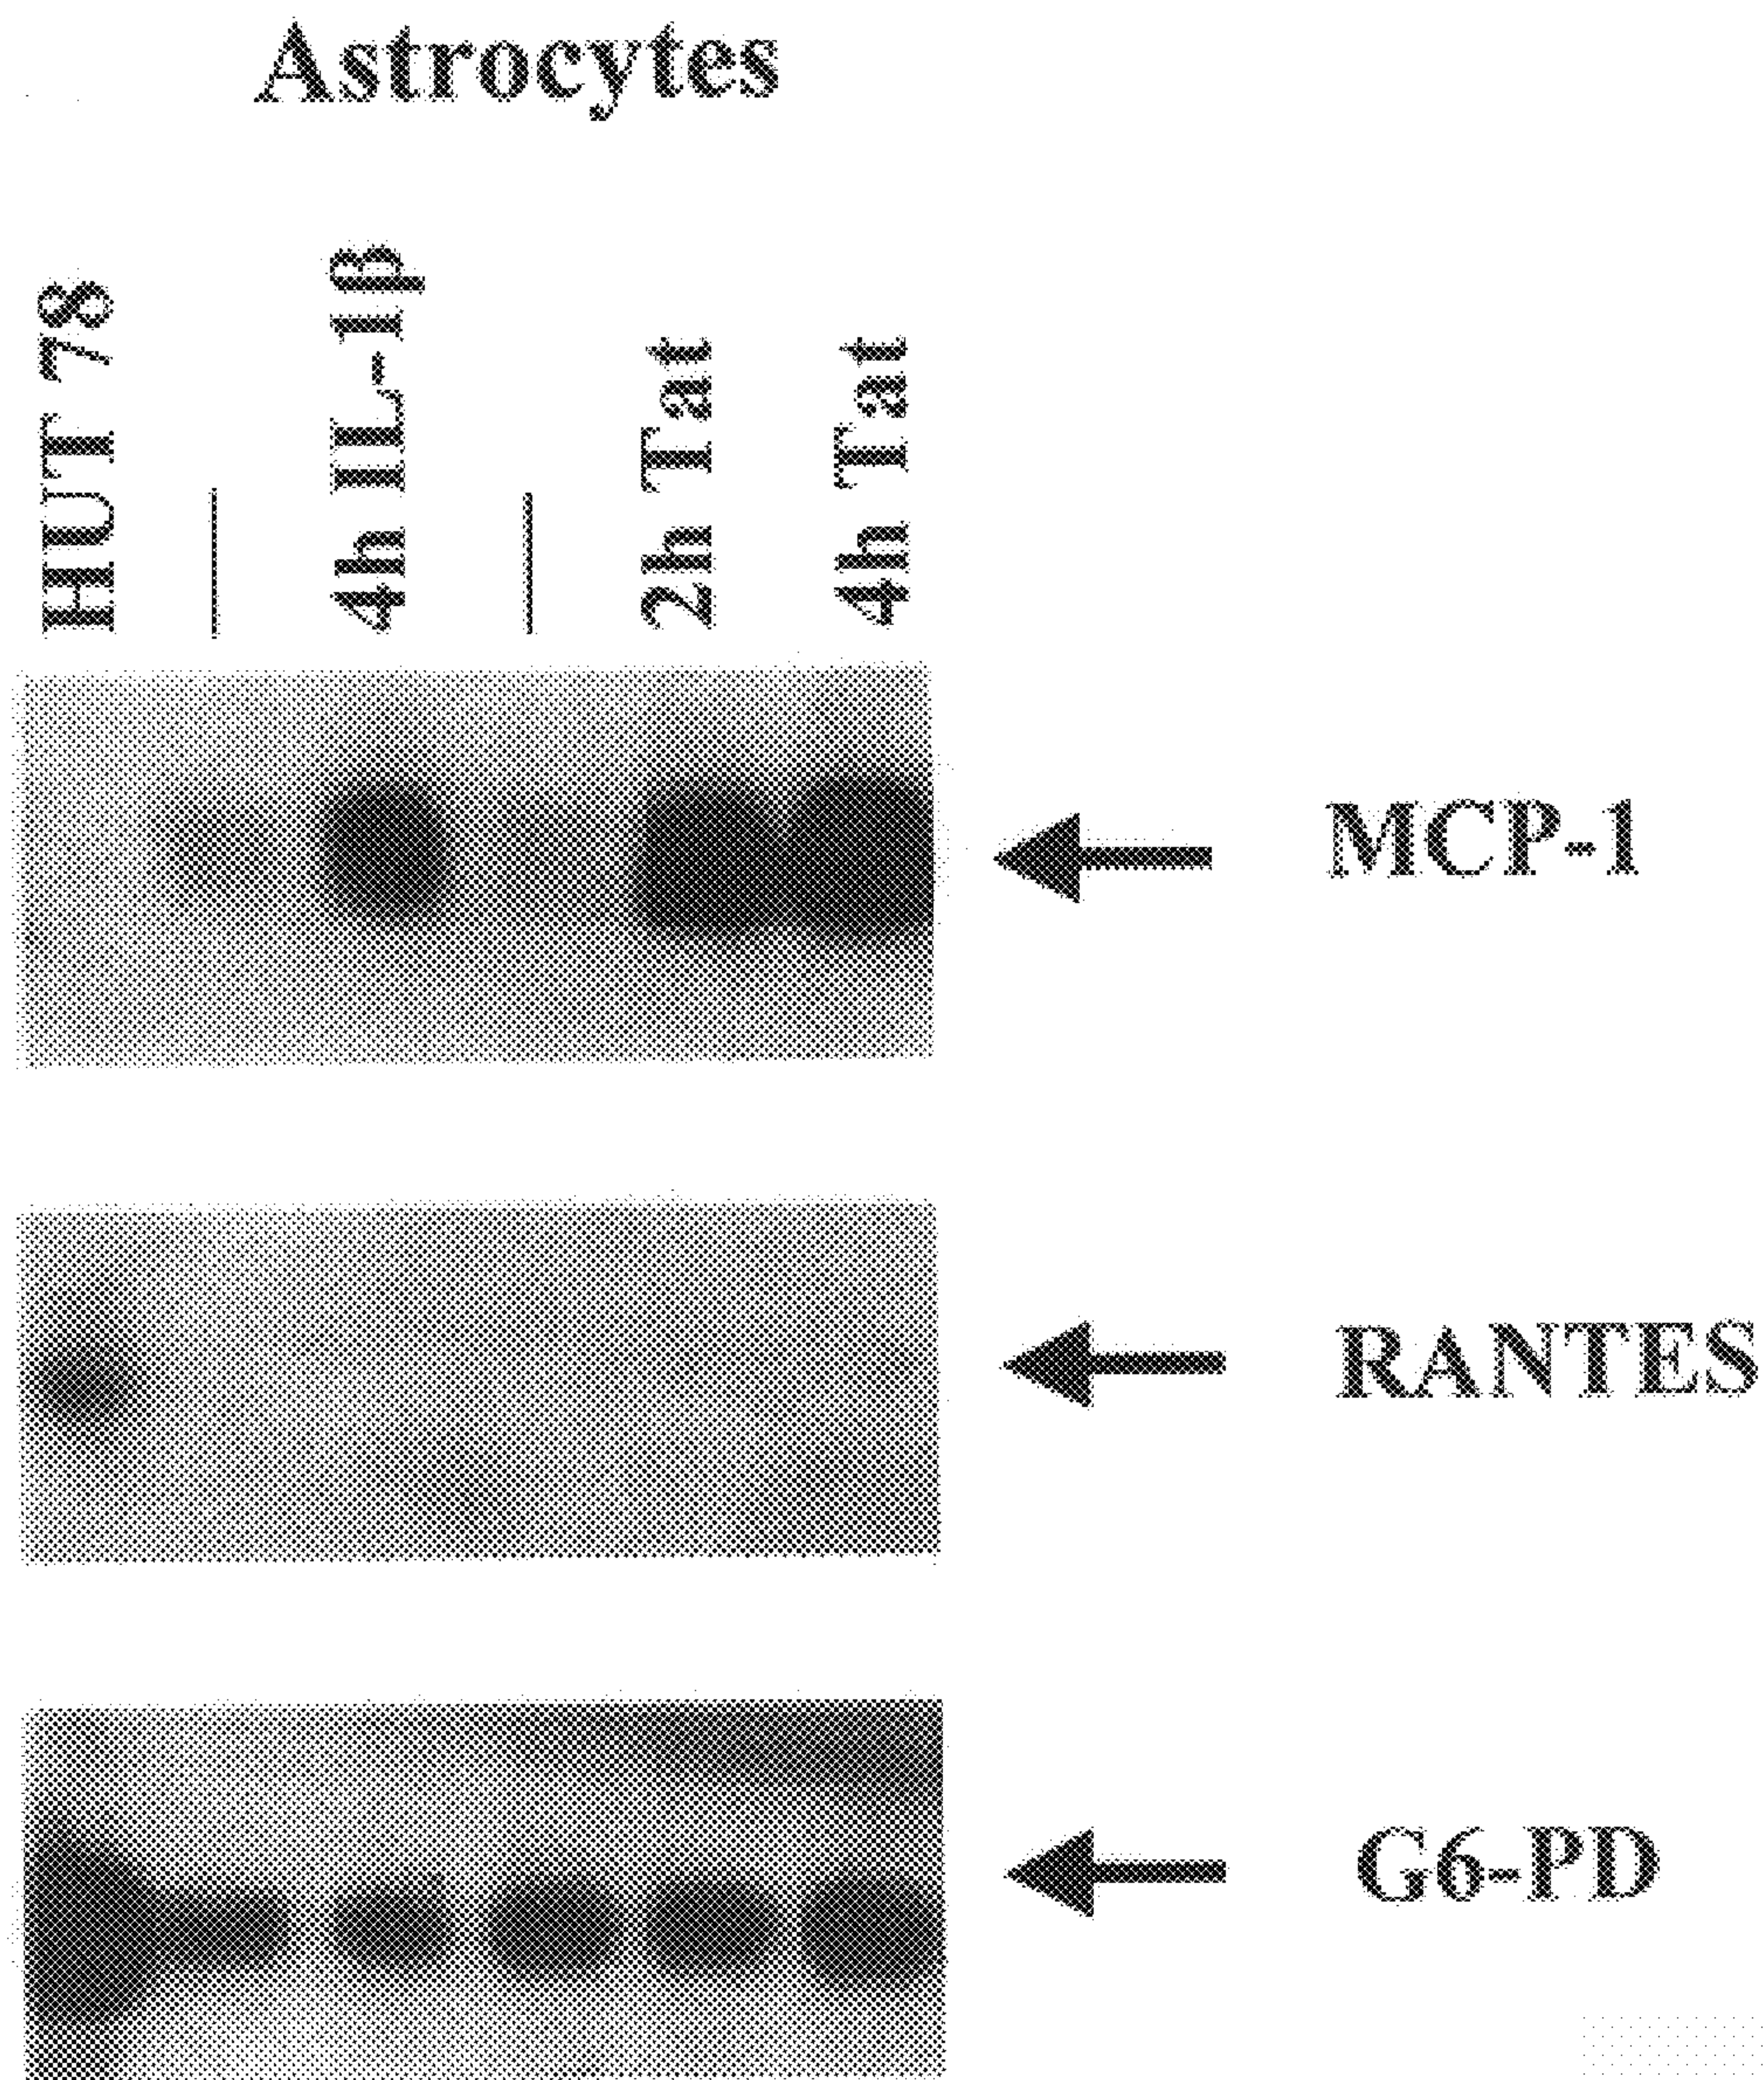 Astrocytes
HUT 78
—
4h IL-1β
—
2h Tat
4h Tat
MCP-1
RANTES
G6-PD